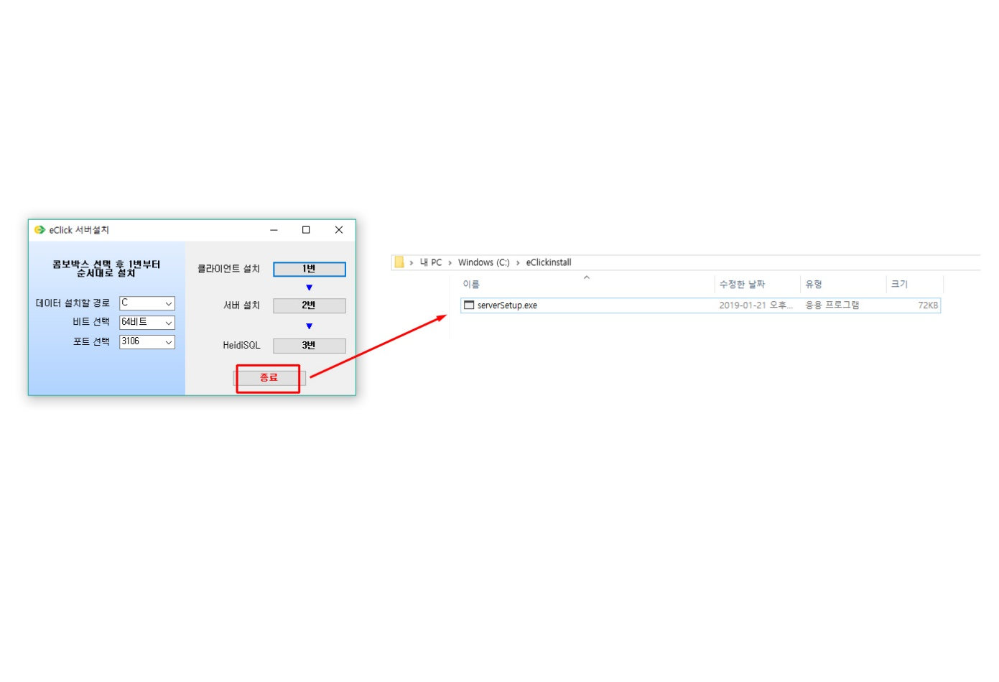 eClick 서버설치
콤보박스 선택 후 1번부터
순서대로 설치
데이터 설치할 경로 C
비트 선택 64비트
포트 선택 3106
클라이언트 설치 1번
서버 설치 2번
HeidiSQL 3번
종료
내 PC Windows (C:) eClickinstall
이름 수정한 날짜 유형 크기
serverSetup.exe 2019-01-21 오후... 응용 프로그램 72KB